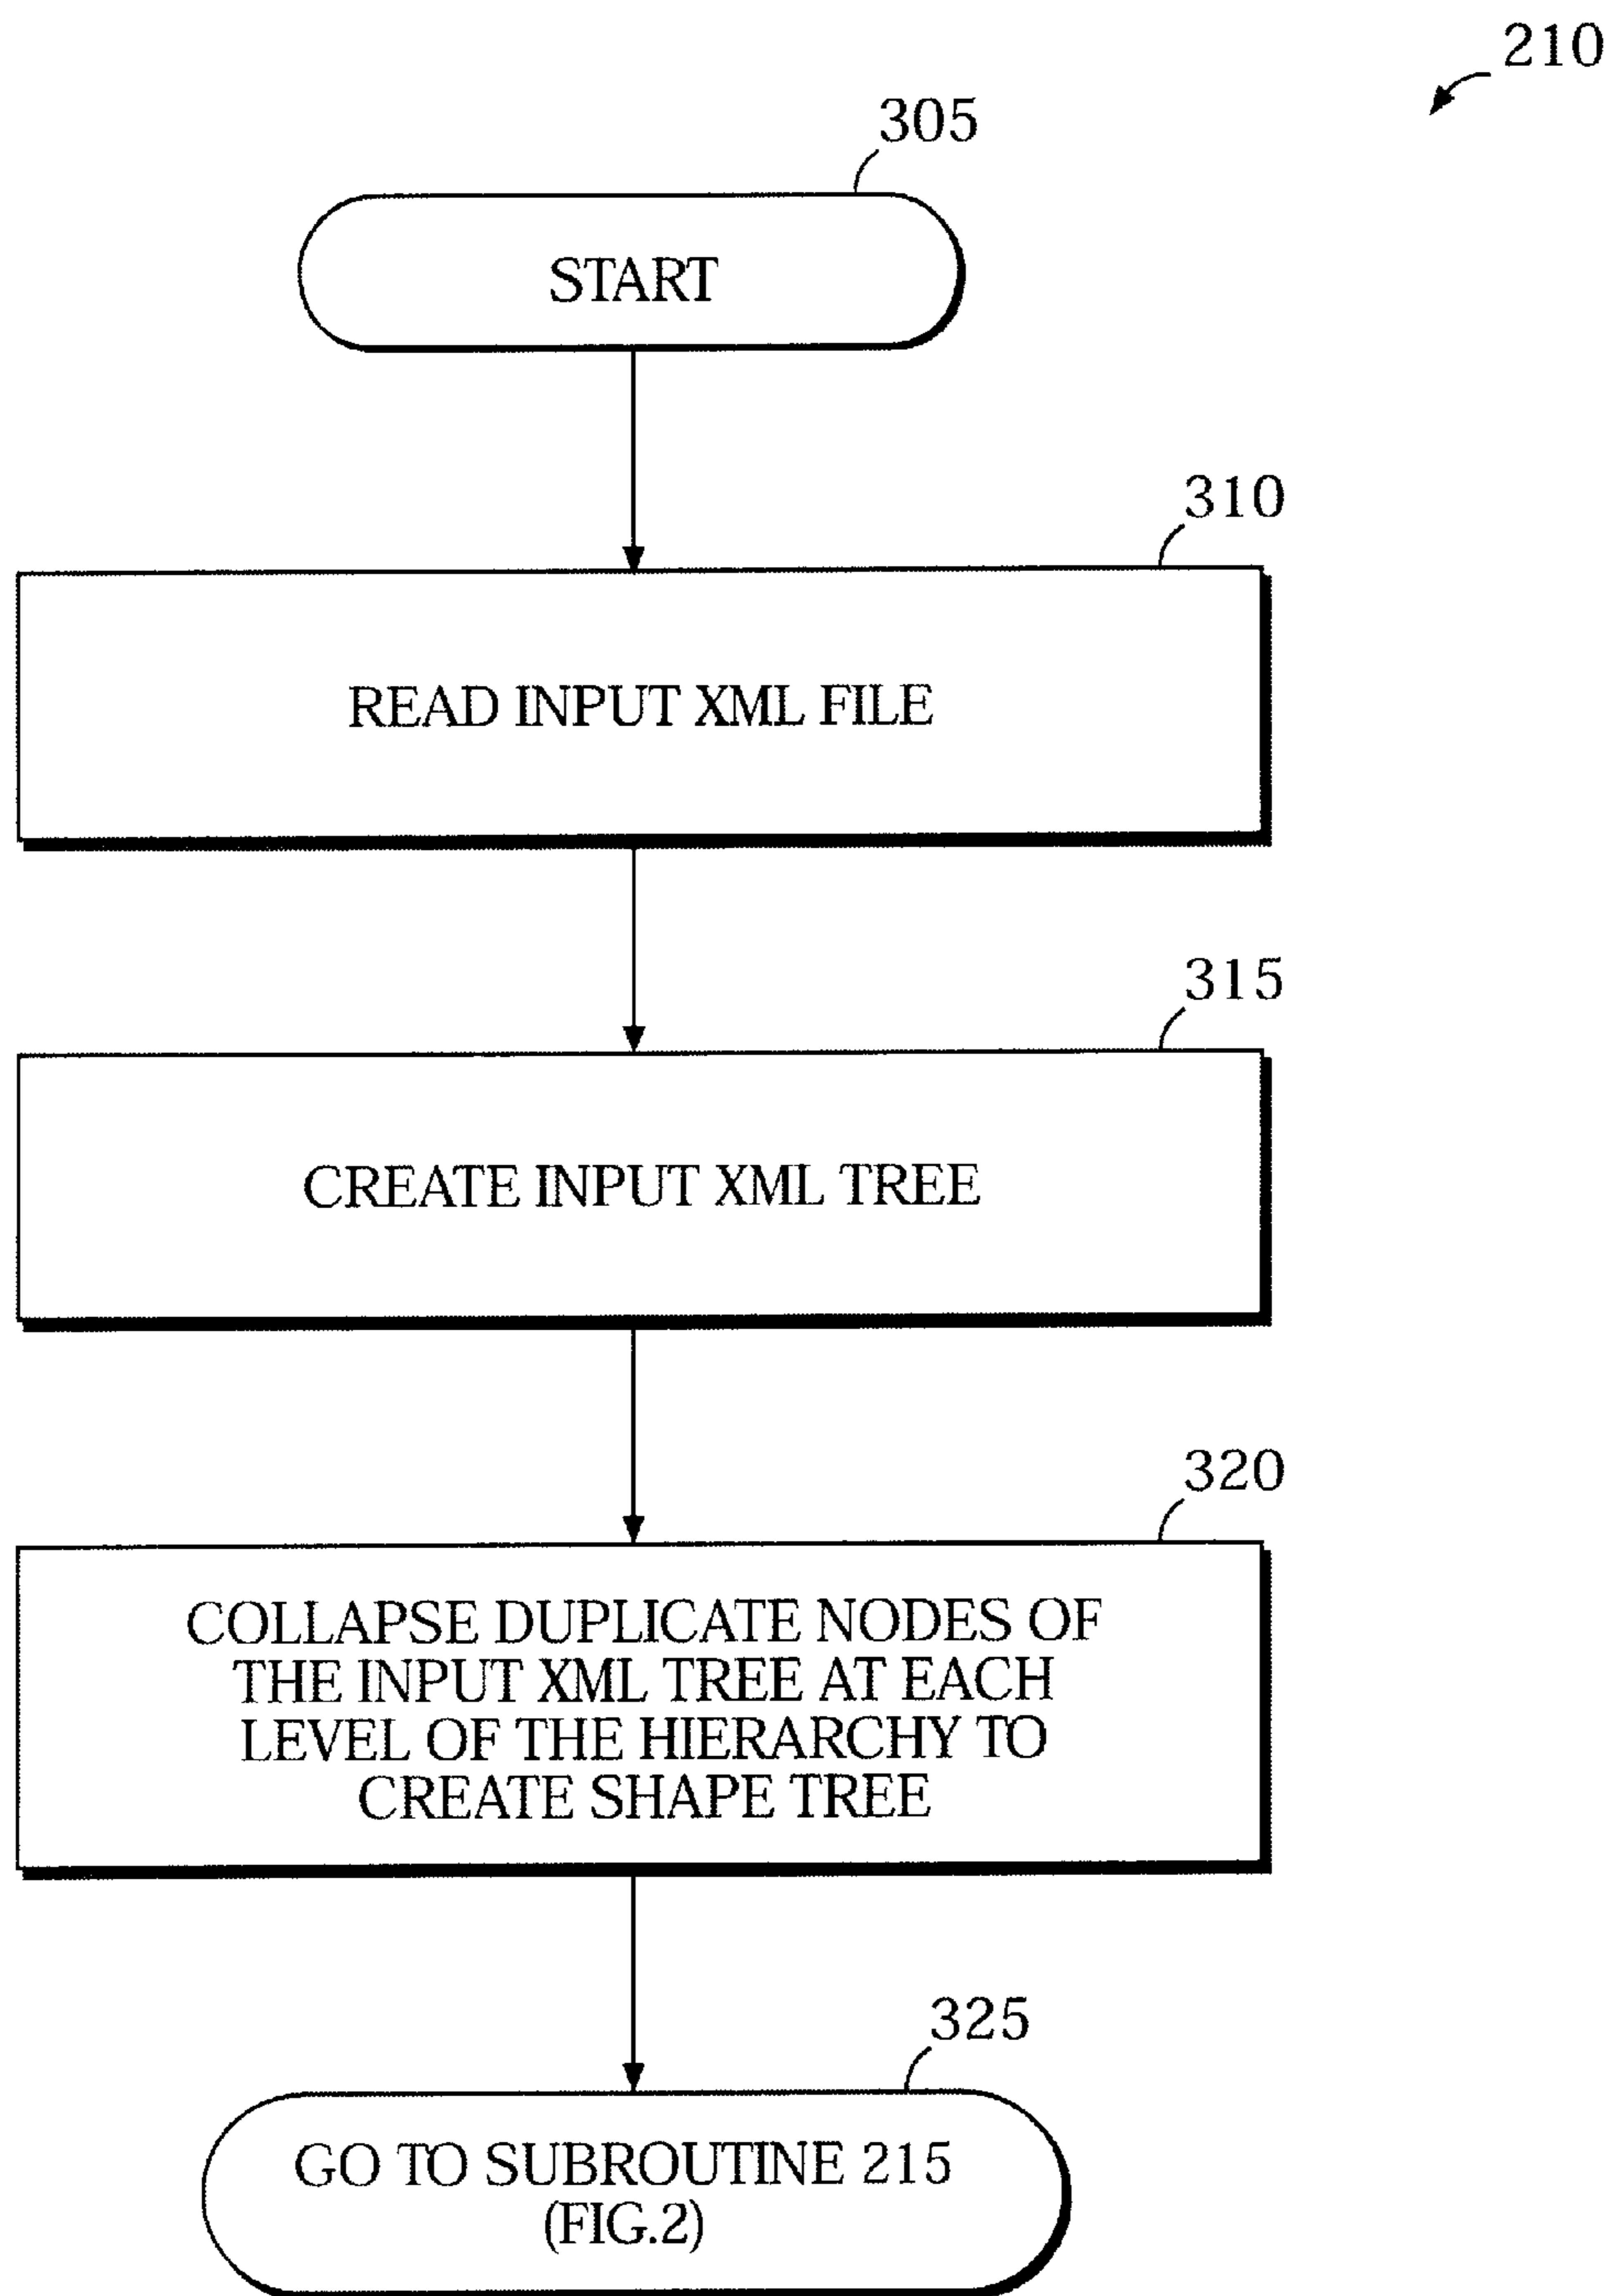 210
305
START
310
READ INPUT XML FILE
315
CREATE INPUT XML TREE
320
COLLAPSE DUPLICATE NODES OF
THE INPUT XML TREE AT EACH
LEVEL OF THE HIERARCHY TO
CREATE SHAPE TREE
325
GO TO SUBROUTINE 215
(FIG.2)